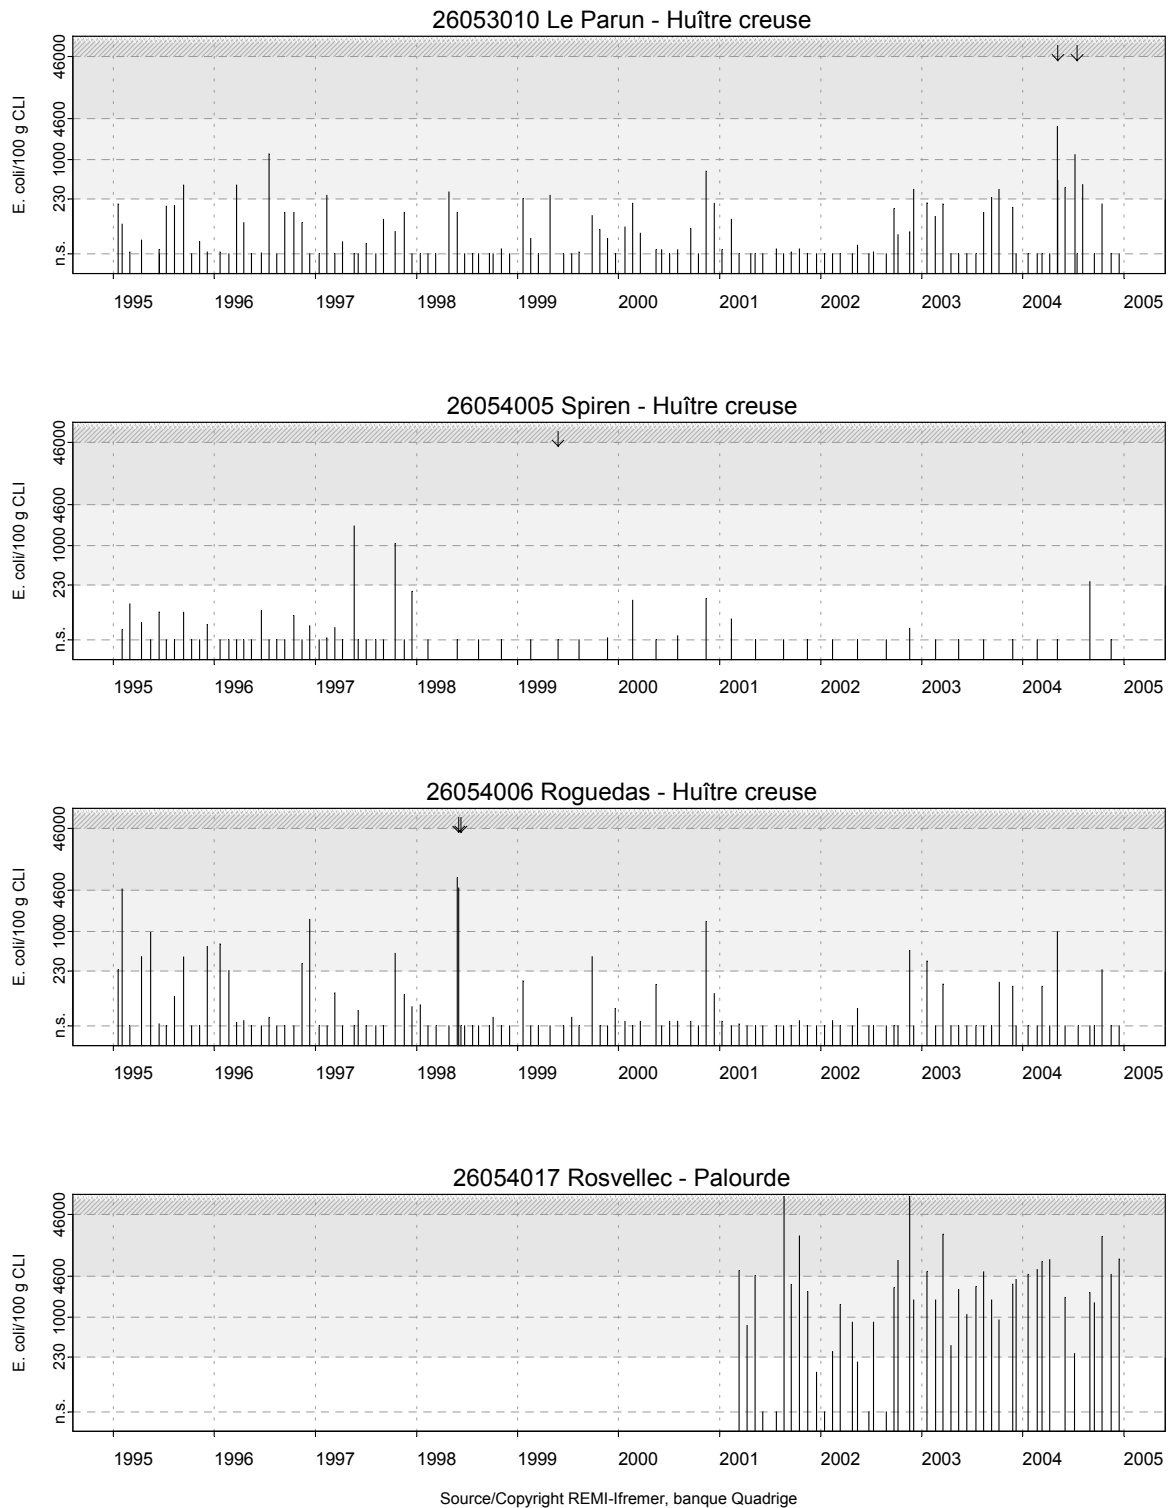 26053010 Le Parun - Huître creuse
E. coli/100 g CLI
46000
4600
1000
230
n.s.
1995 1996 1997 1998 1999 2000 2001 2002 2003 2004 2005
26054005 Spiren - Huître creuse
E. coli/100 g CLI
46000
4600
1000
230
n.s.
1995 1996 1997 1998 1999 2000 2001 2002 2003 2004 2005
26054006 Roguedas - Huître creuse
E. coli/100 g CLI
46000
4600
1000
230
n.s.
1995 1996 1997 1998 1999 2000 2001 2002 2003 2004 2005
26054017 Rosvellec - Palourde
E. coli/100 g CLI
46000
4600
1000
230
n.s.
1995 1996 1997 1998 1999 2000 2001 2002 2003 2004 2005
Source/Copyright REMI-Ifremer, banque Quadrige